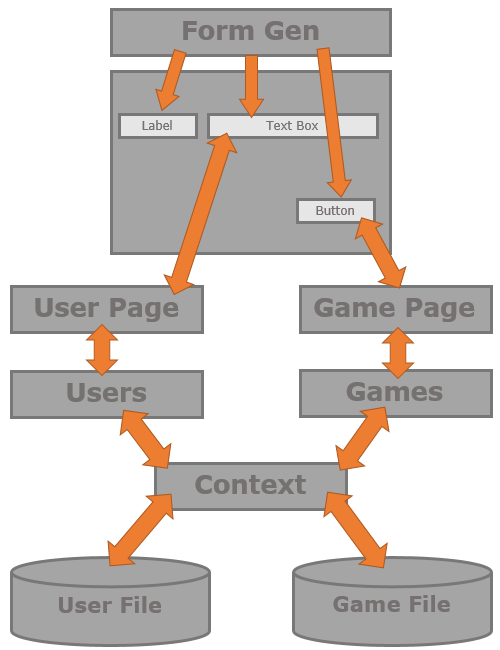 Form Gen
Label
Text Box
Button
User Page
Game Page
Users
Games
Context
User File
Game File